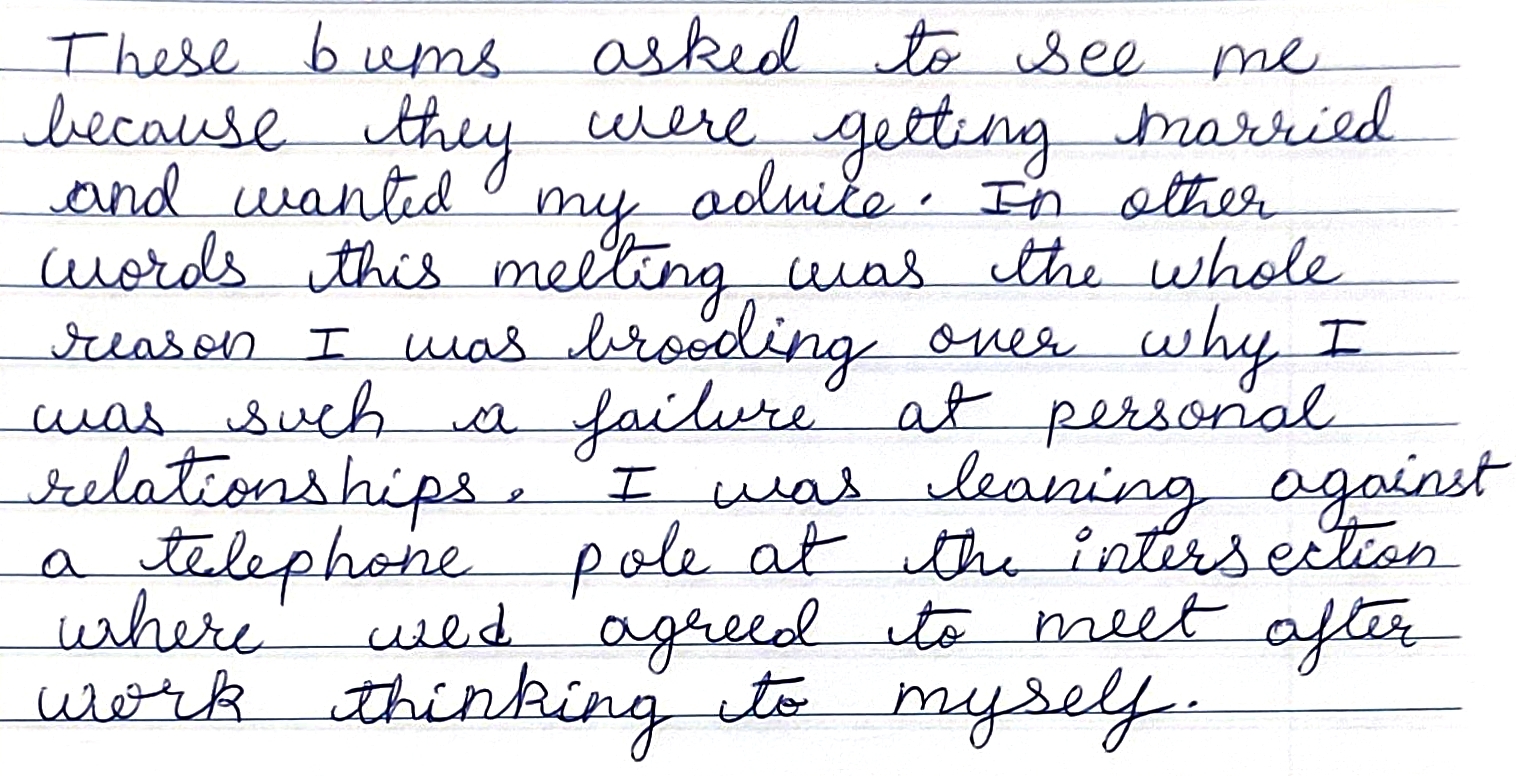 These bums asked to see me
because they were getting married
and wanted my advice. In other
words this meeting was the whole
reason I was brooding over why I
was such a failure at personal
relationships. I was leaning against
a telephone pole at the intersection
where wed agreed to meet after
work thinking to myself.